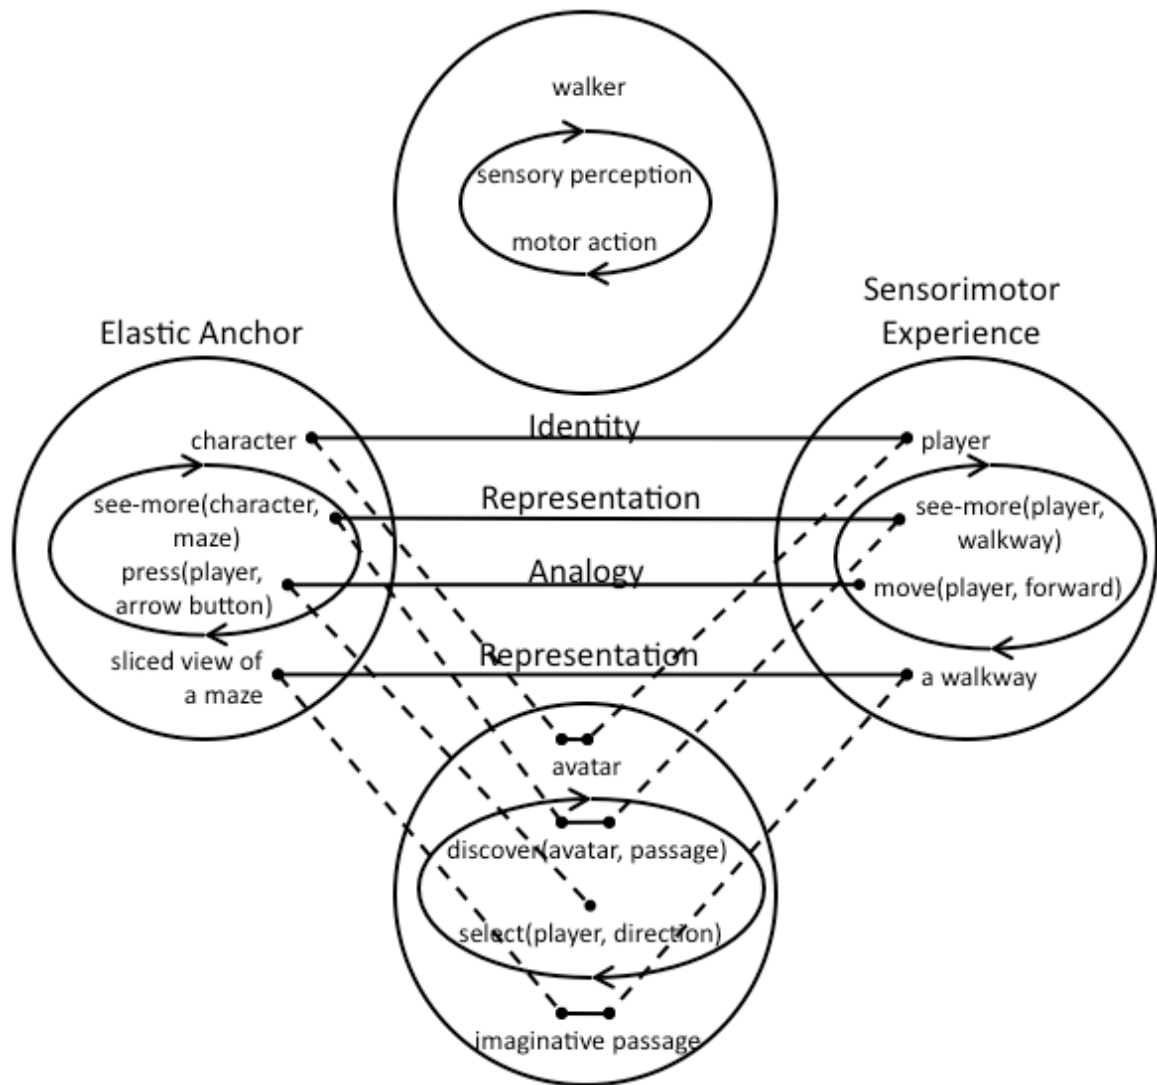 walker
sensory perception
motor action
Sensorimotor
Experience
Elastic Anchor
Identity
character
player
Representation
see-more(character,
maze)
see-more(player,
walkway)
Analogy
press(player,
arrow button)
move(player, forward)
Representation
sliced view of
a maze
a walkway
avatar
discover(avatar, passage)
select(player, direction)
imaginative passage